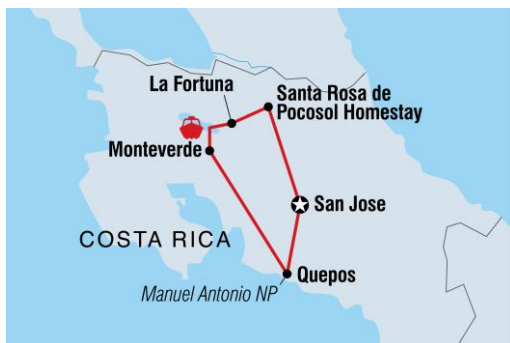 La Fortuna
Santa Rosa de
Pocosol Homestay
Monteverde
San Jose
COSTA RICA
Quepos
Manuel Antonio NP